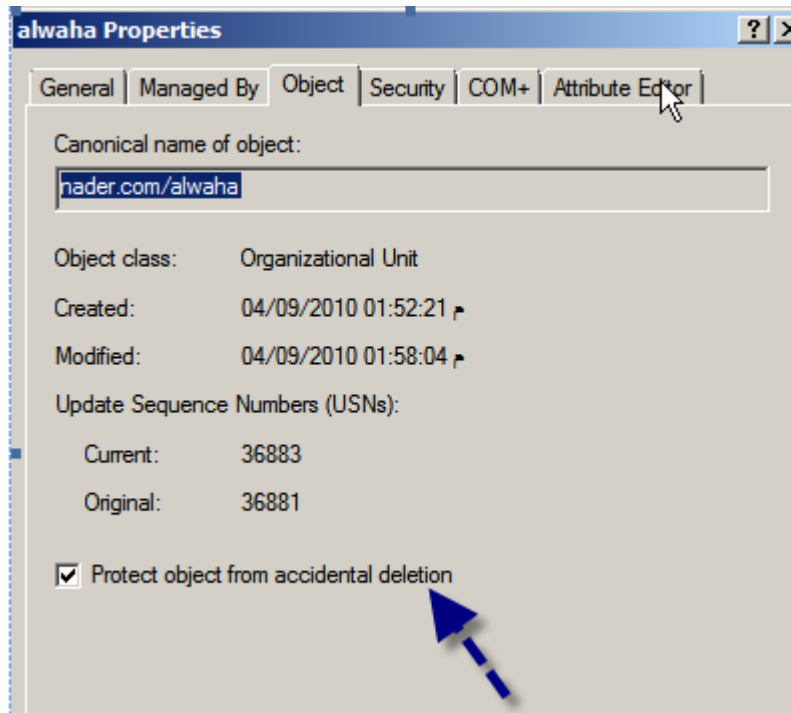 alwaha Properties
General Managed By Object Security COM+ Attribute Editor
Canonical name of object:
nader.com/alwaha
Object class: Organizational Unit
Created: 04/09/2010 01:52:21 م
Modified: 04/09/2010 01:58:04 م
Update Sequence Numbers (USNs):
Current: 36883
Original: 36881
Protect object from accidental deletion